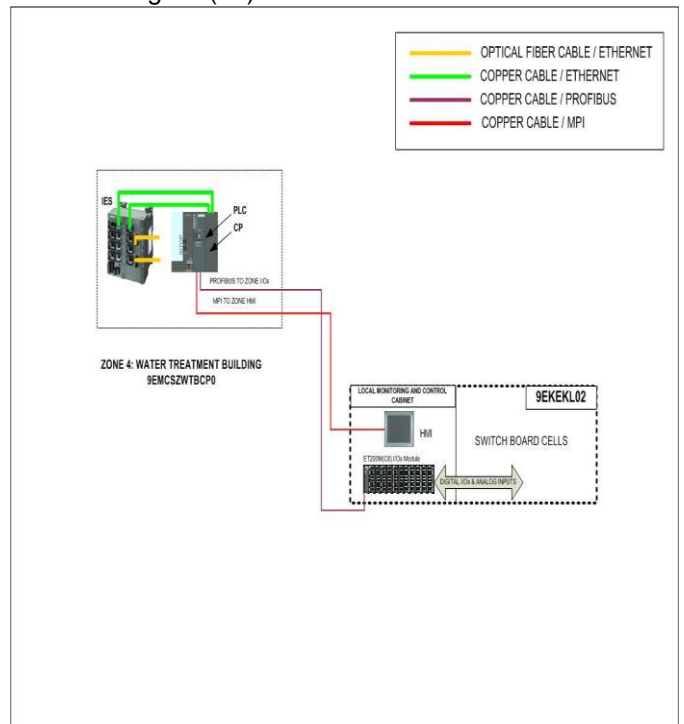 OPTICAL FIBER CABLE / ETHERNET
COPPER CABLE / ETHERNET
COPPER CABLE / PROFIBUS
COPPER CABLE / MPI
IES
PLC
CP
PROFIBUS TO ZONE I/Os
MPI TO ZONE HMI
ZONE 4: WATER TREATMENT BUILDING
9EMCSZWTBCP0
LOCAL MONITORING AND CONTROL
CABINET
9EKEKL02
HMI
SWITCH BOARD CELLS
ET200M(C8) I/Os Module
DIGITAL I/Os & ANALOG INPUTS